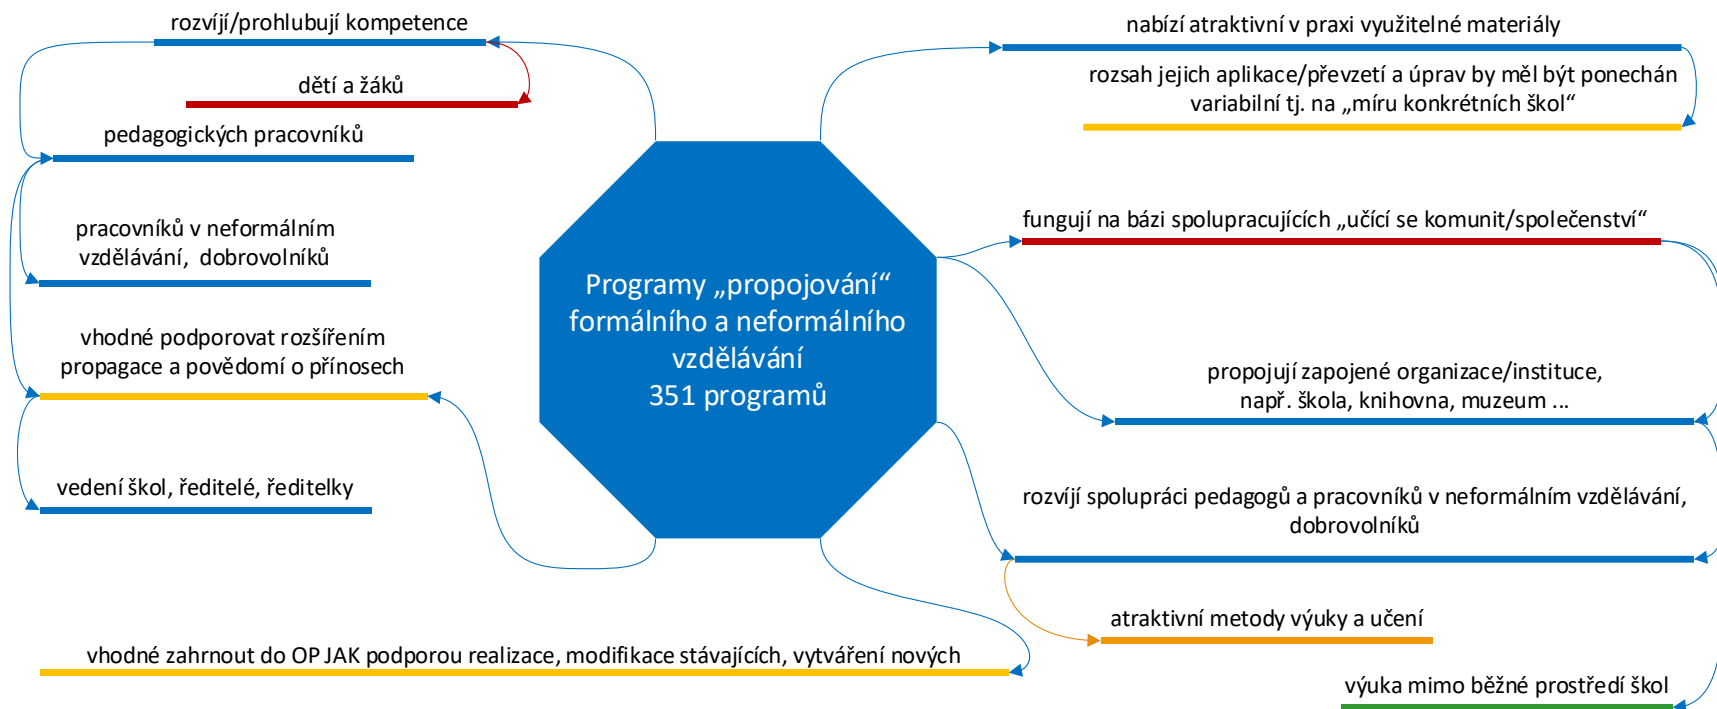 rozvíjí/prohlubují kompetence
dětí a žáků
pedagogických pracovníků
pracovníků v neformálním
vzdělávání, dobrovolníků
vhodné podporovat rozšířením
propagace a povědomí o přínosech
vedení škol, ředitelé, ředitelky
vhodné zahrnout do OP JAK podporou realizace, modifikace stávajících, vytváření nových
Programy „propojování“
formálního a neformálního
vzdělávání
351 programů
nabízí atraktivní v praxi využitelné materiály
rozsah jejich aplikace/převzetí a úprav by měl být ponechán
variabilní tj. na „míru konkrétních škol“
fungují na bázi spolupracujících „učící se komunit/společenství“
propojují zapojené organizace/instituce,
např. škola, knihovna, muzeum ...
rozvíjí spolupráci pedagogů a pracovníků v neformálním vzdělávání,
dobrovolníků
atraktivní metody výuky a učení
výuka mimo běžné prostředí škol